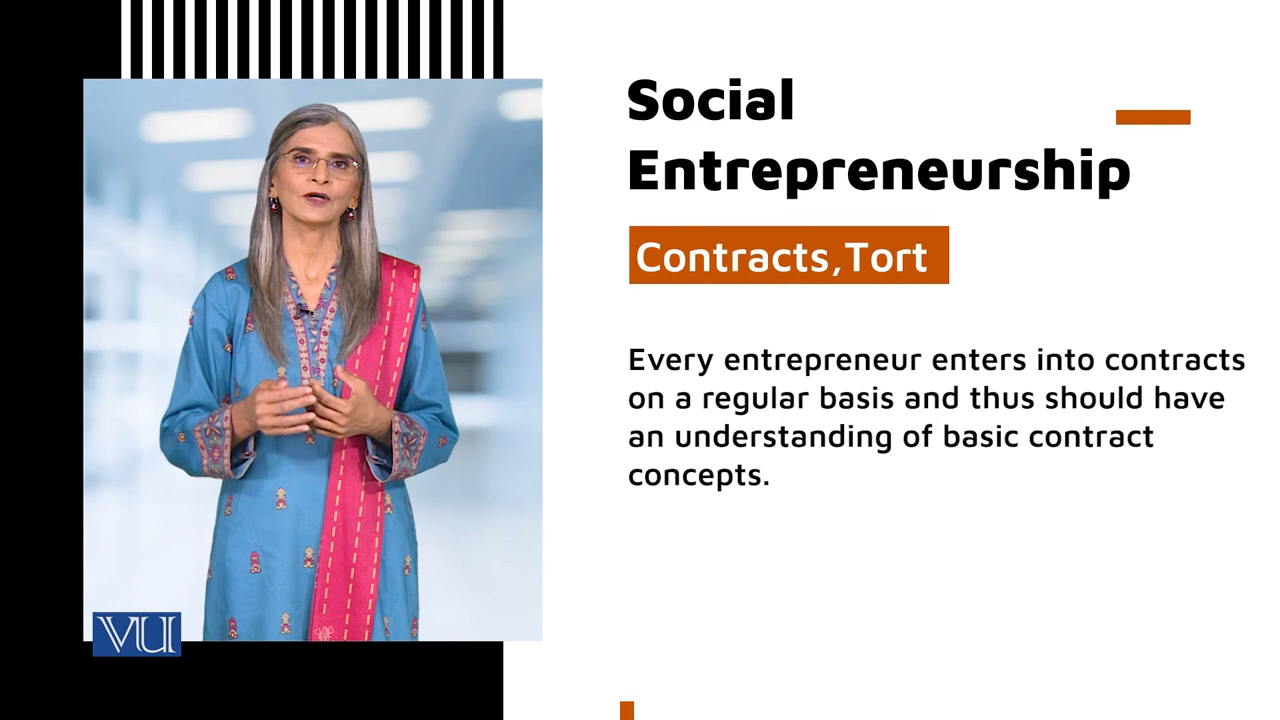 Social
Entrepreneurship
Contracts,Tort
Every entrepreneur enters into contracts
on a regular basis and thus should have
an understanding of basic contract
concepts.
VU